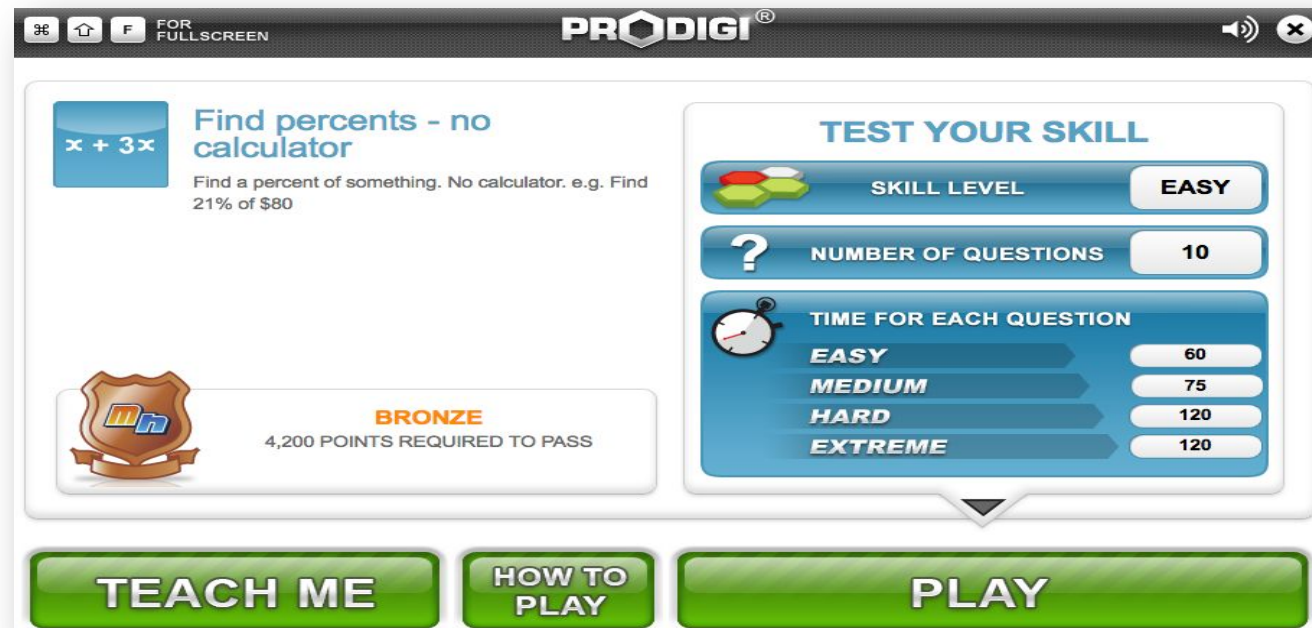 ⌘ ⇧ F FOR FULLSCREEN
PRODIGI®
x + 3x
Find percents - no
calculator
Find a percent of something. No calculator. e.g. Find
21% of $80
mn
BRONZE
4,200 POINTS REQUIRED TO PASS
TEST YOUR SKILL
SKILL LEVEL EASY
? NUMBER OF QUESTIONS 10
TIME FOR EACH QUESTION
EASY 60
MEDIUM 75
HARD 120
EXTREME 120
TEACH ME
HOW TO
PLAY
PLAY